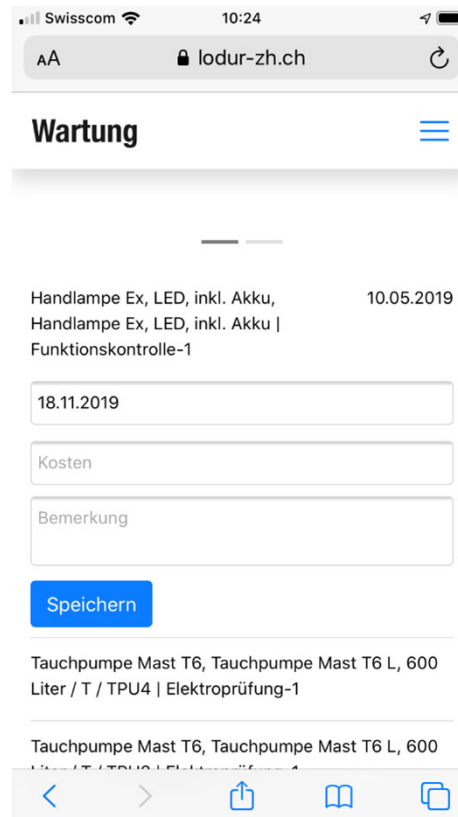 Swisscom 10:24
AA lodur-zh.ch
Wartung
Handlampe Ex, LED, inkl. Akku, 10.05.2019
Handlampe Ex, LED, inkl. Akku |
Funktionskontrolle-1
18.11.2019
Kosten
Bemerkung
Speichern
Tauchpumpe Mast T6, Tauchpumpe Mast T6 L, 600
Liter / T / TPU4 | Elektroprüfung-1
Tauchpumpe Mast T6, Tauchpumpe Mast T6 L, 600